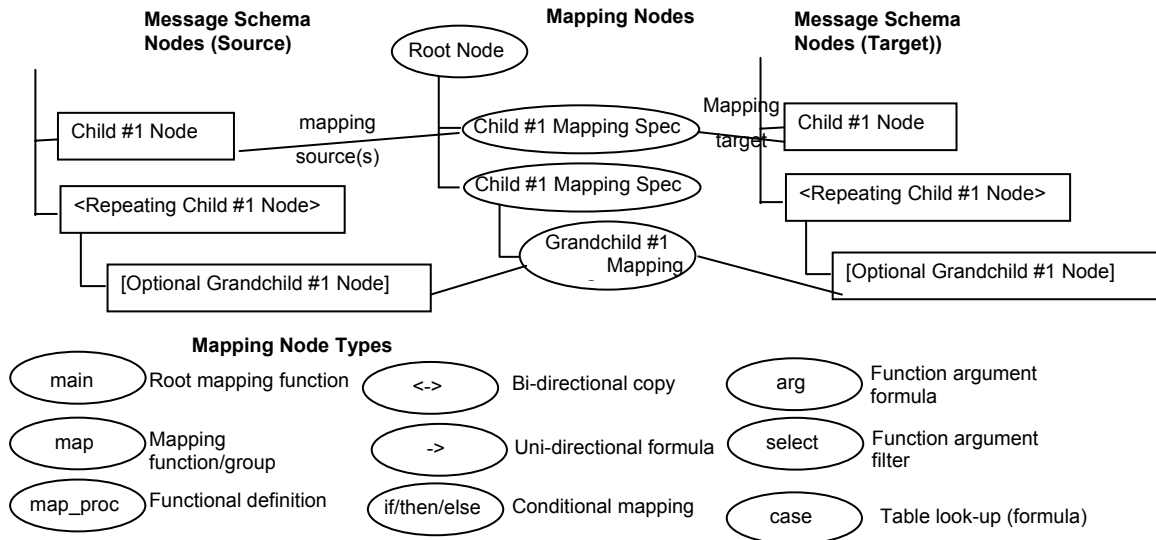 Message Schema
Nodes (Source)
Mapping Nodes
Message Schema
Nodes (Target))
Root Node
Child #1 Node
mapping
source(s)
Child #1 Mapping Spec
Mapping
target
Child #1 Node
<Repeating Child #1 Node>
Child #1 Mapping Spec
<Repeating Child #1 Node>
[Optional Grandchild #1 Node]
Grandchild #1
Mapping
[Optional Grandchild #1 Node]
Mapping Node Types
main
Root mapping function
<->
Bi-directional copy
arg
Function argument
formula
map
Mapping
function/group
->
Uni-directional formula
select
Function argument
filter
map_proc
Functional definition
if/then/else
Conditional mapping
case
Table look-up (formula)